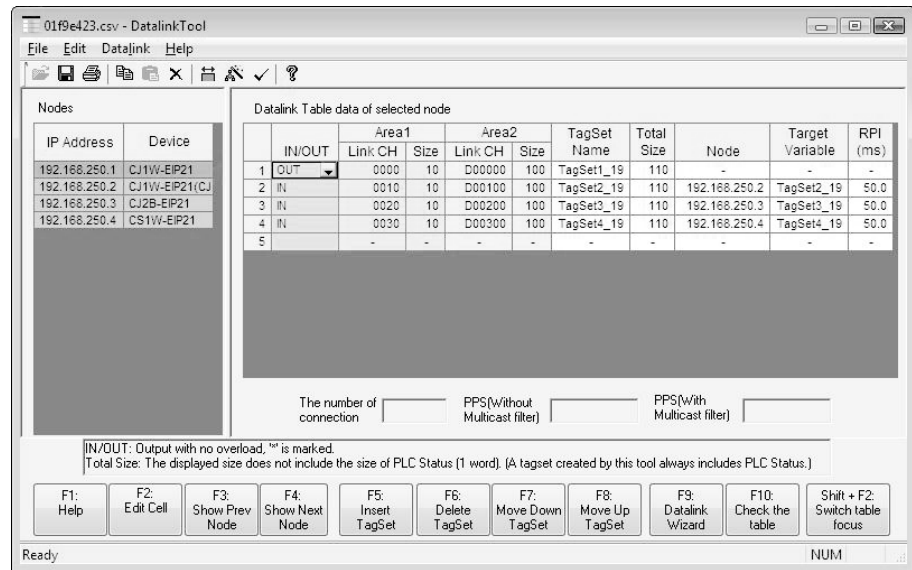 01f9e423.csv - DatalinkTool
File Edit Datalink Help
Nodes
IP Address Device
192.168.250.1 CJ1W-EIP21
192.168.250.2 CJ1W-EIP21(CJ
192.168.250.3 CJ2B-EIP21
192.168.250.4 CS1W-EIP21
Datalink Table data of selected node
IN/OUT Area1 Area2 TagSet Name Total Size Node Target Variable RPI (ms)
Link CH Size Link CH Size
1 OUT 0000 10 D00000 100 TagSet1_19 110 - - -
2 IN 0010 10 D00100 100 TagSet2_19 110 192.168.250.2 TagSet2_19 50.0
3 IN 0020 10 D00200 100 TagSet3_19 110 192.168.250.3 TagSet3_19 50.0
4 IN 0030 10 D00300 100 TagSet4_19 110 192.168.250.4 TagSet4_19 50.0
5 - - - - - - - - -
The number of connection
PPS(Without Multicast filter)
PPS(With Multicast filter)
IN/OUT: Output with no overload, '*' is marked.
Total Size: The displayed size does not include the size of PLC Status (1 word). (A tagset created by this tool always includes PLC Status.)
F1: Help
F2: Edit Cell
F3: Show Prev Node
F4: Show Next Node
F5: Insert TagSet
F6: Delete TagSet
F7: Move Down TagSet
F8: Move Up TagSet
F9: Datalink Wizard
F10: Check the table
Shift + F2: Switch table focus
Ready NUM